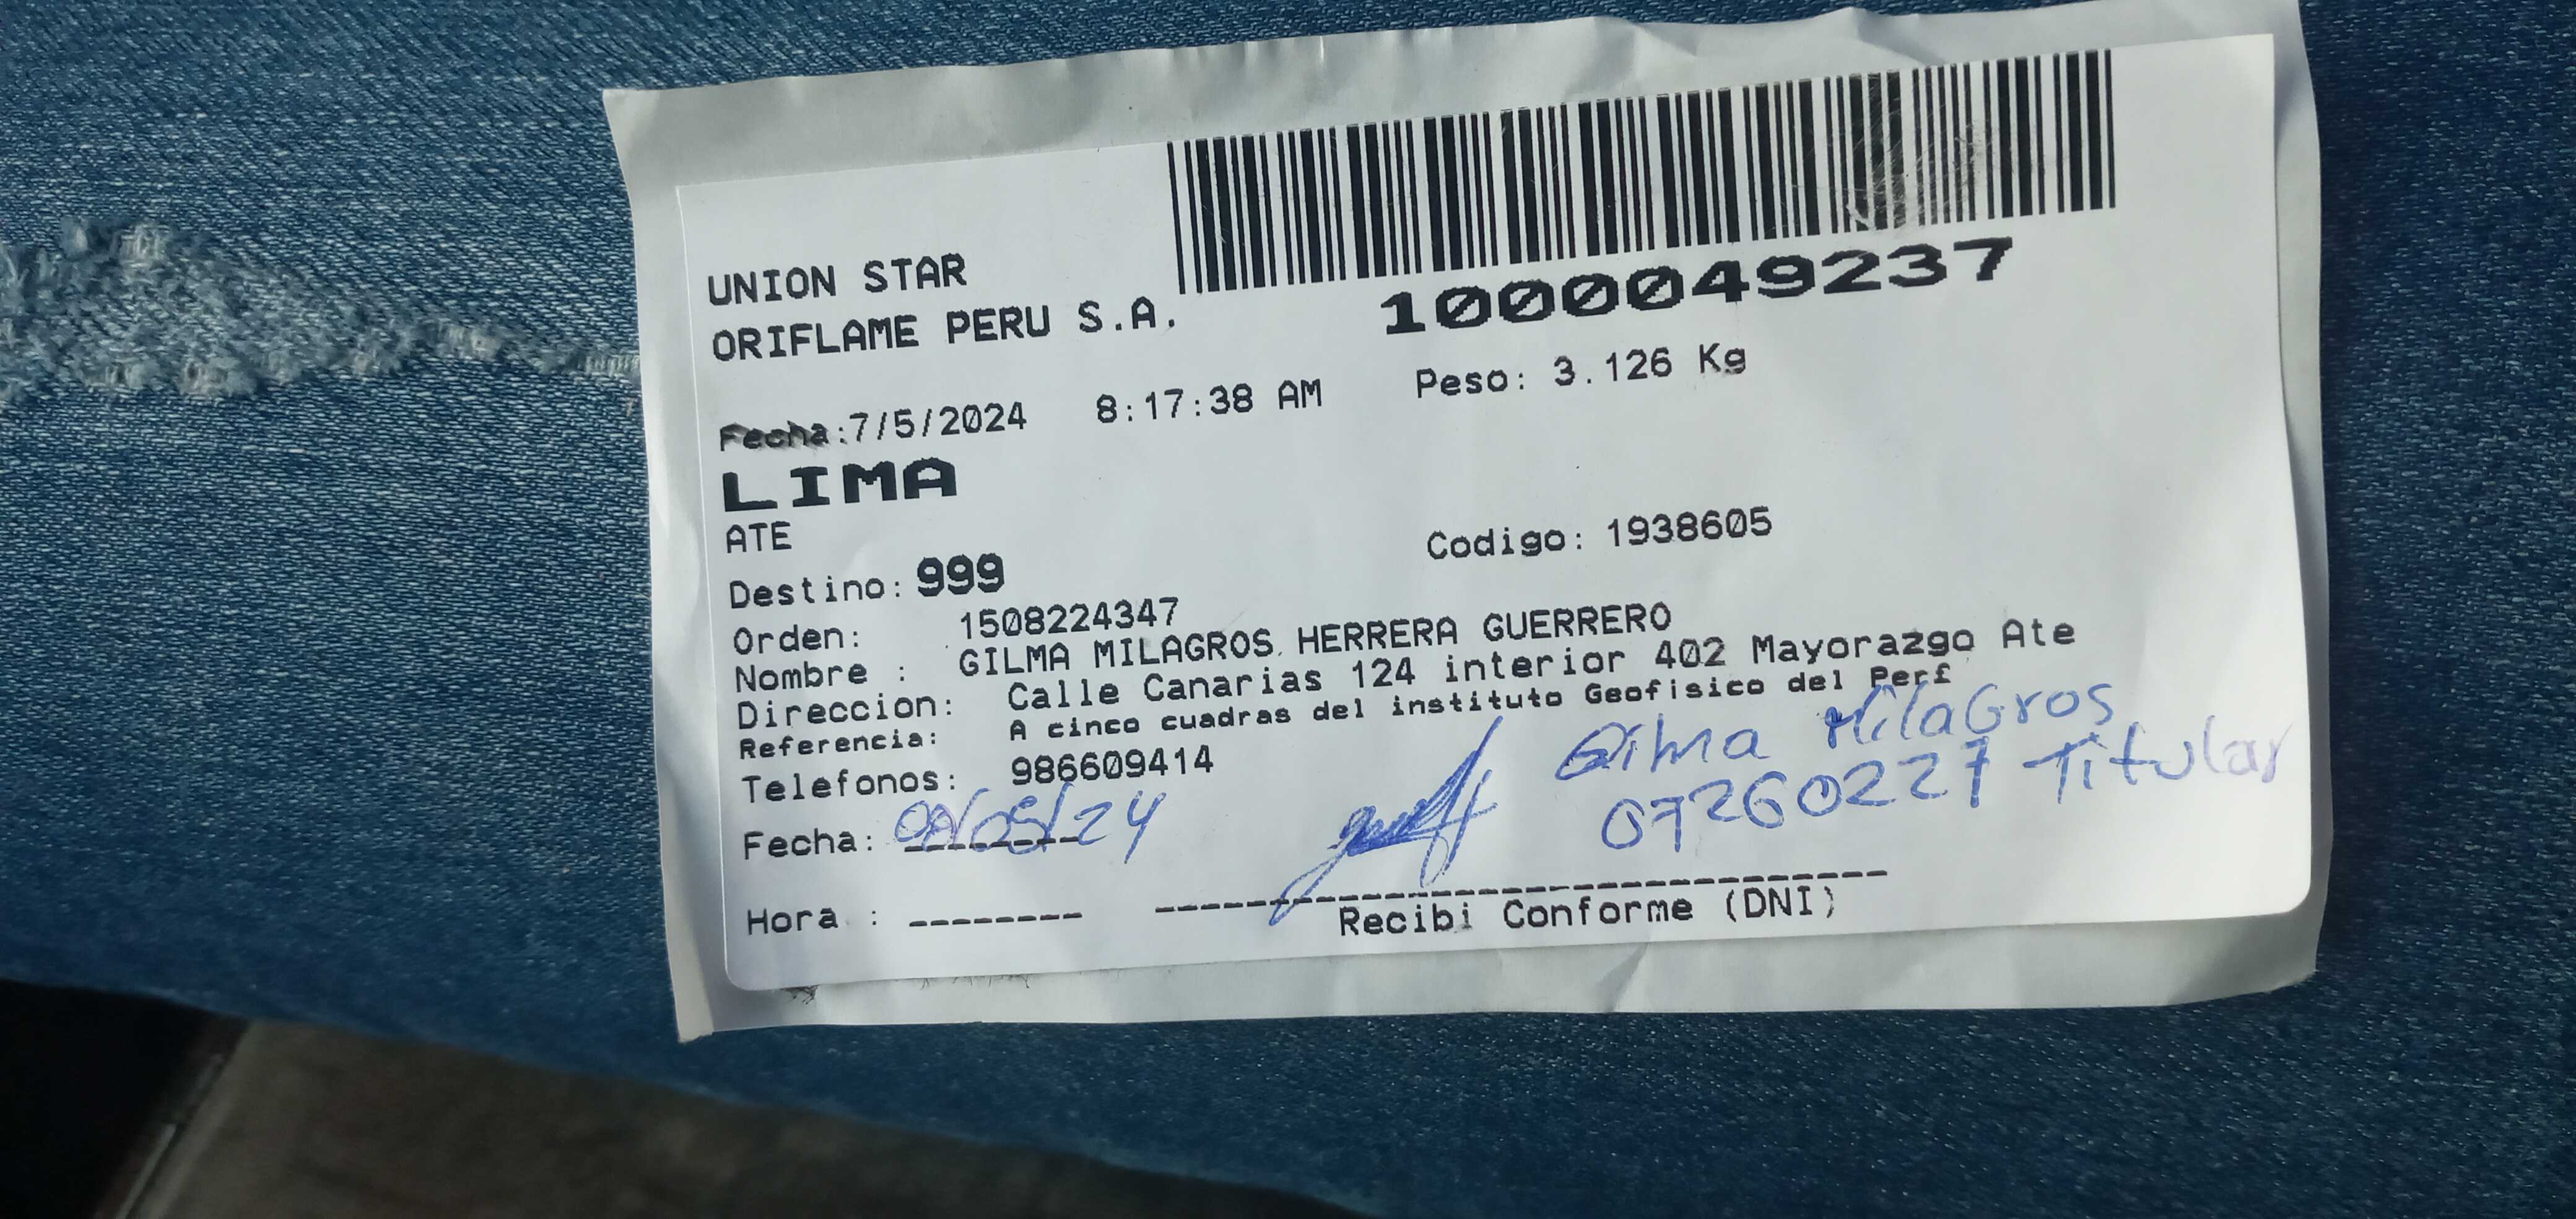 UNION STAR
ORIFLAME PERU S.A.
1000049237
Fecha:7/5/2024 8:17:38 AM Peso: 3.126 Kg
LIMA
ATE
Codigo: 1938605
Destino: 999
Orden: 1508224347
Nombre : GILMA MILAGROS HERRERA GUERRERO
Direccion: Calle Canarias 124 interior 402 Mayorazgo Ate
Referencia: A cinco cuadras del instituto Geofisico del Per£
Telefonos: 986609414
Gilma Milagros
07260227 Titular
Fecha: /05/24
Hora :
Recibi Conforme (DNI)